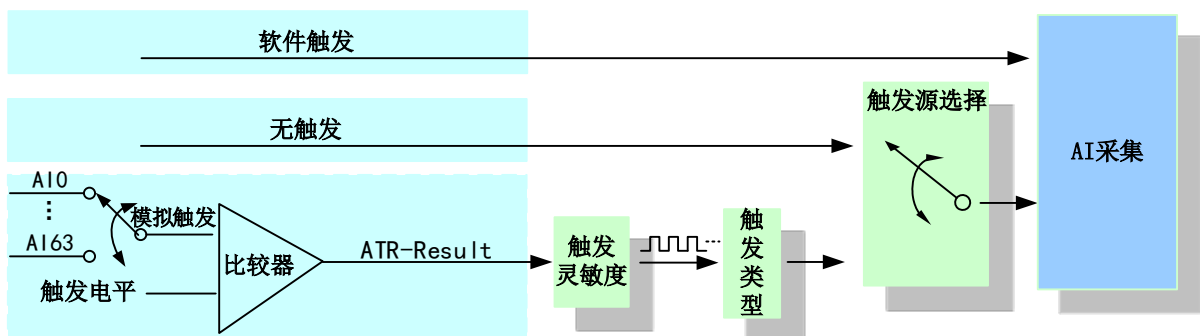 软件触发
触发源选择
无触发
AI采集
AI0
⋮
模拟触发
AI63
触发电平
比较器
ATR-Result
触发
灵敏度
触
发
类
型